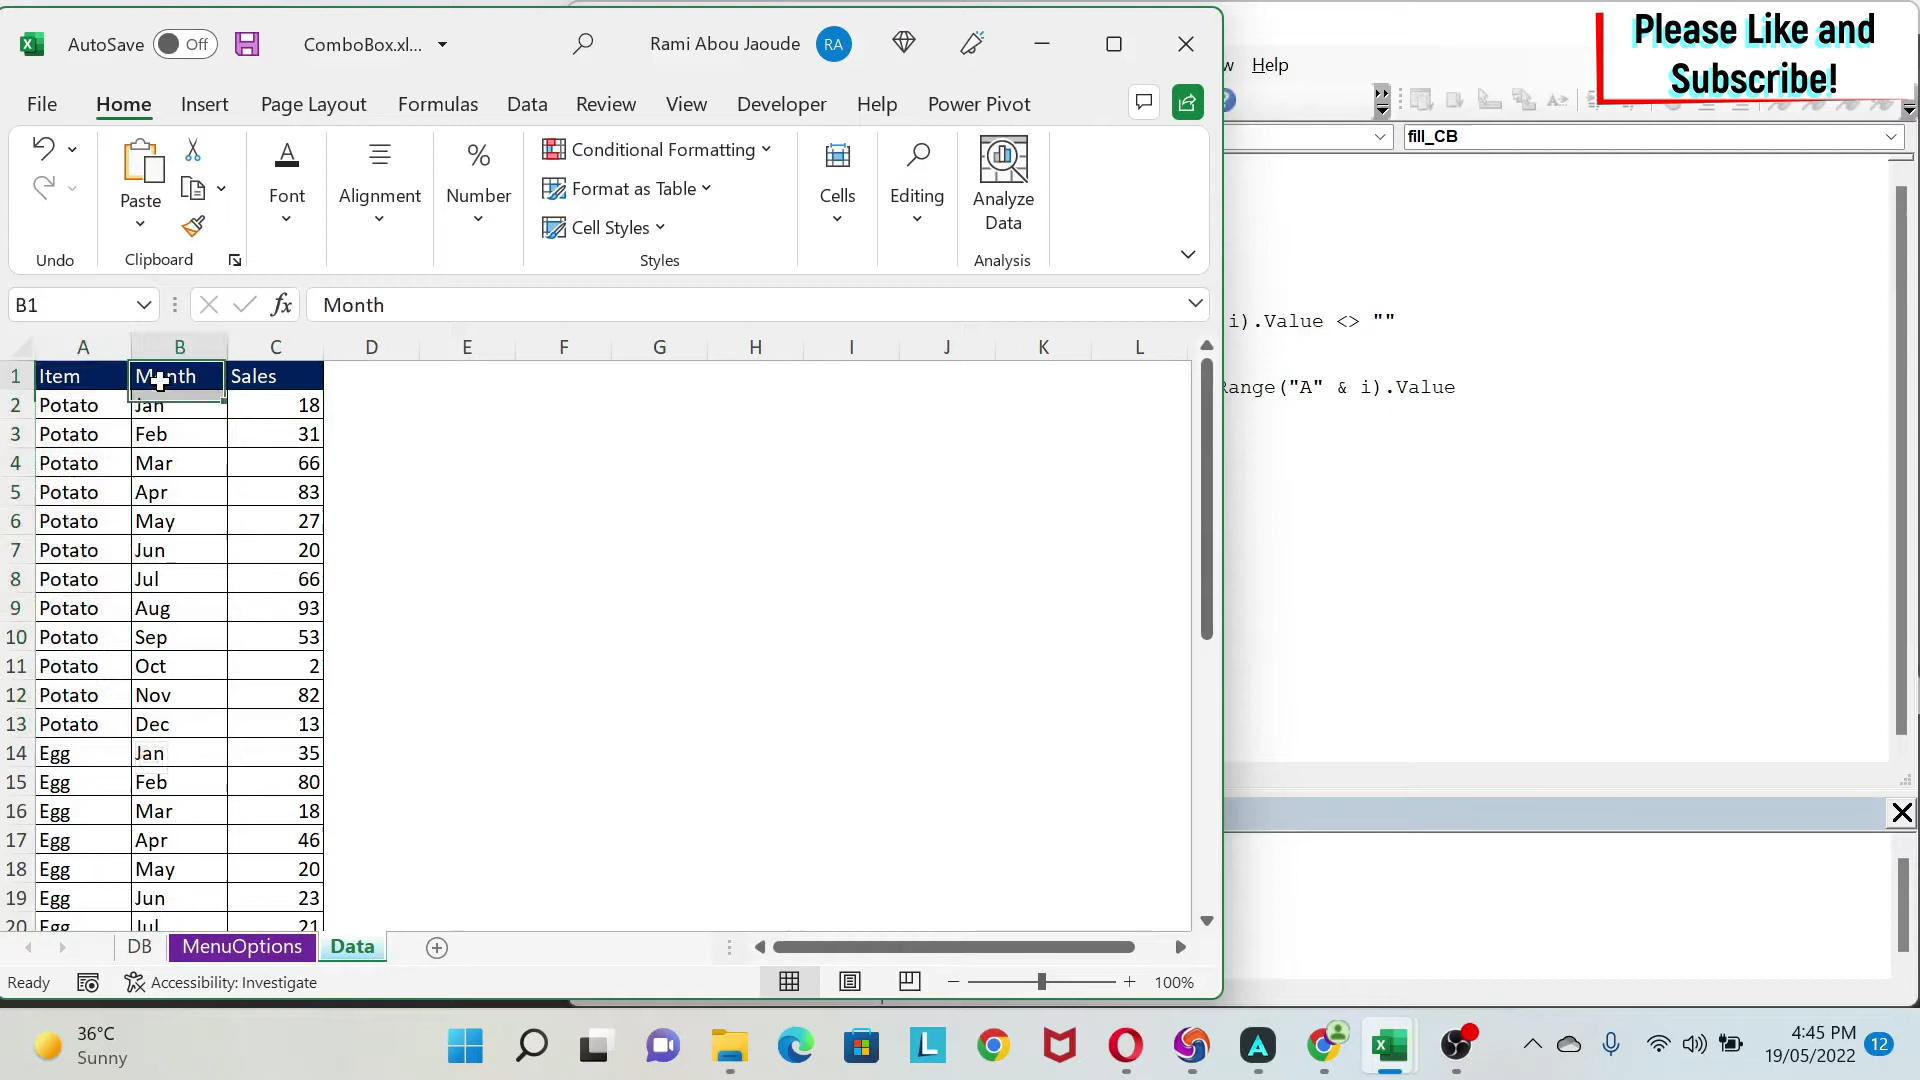 AutoSave Off ComboBox.xl... Rami Abou Jaoude RA
File Home Insert Page Layout Formulas Data Review View Developer Help Power Pivot
Paste
Font
Alignment
% Number
Conditional Formatting
Format as Table
Cell Styles
Cells
Editing
Analyze
Data
Undo Clipboard Styles Analysis
B1 fx Month
A B C D E F G H I J K L
1 Item Month Sales
2 Potato Jan 18
3 Potato Feb 31
4 Potato Mar 66
5 Potato Apr 83
6 Potato May 27
7 Potato Jun 20
8 Potato Jul 66
9 Potato Aug 93
10 Potato Sep 53
11 Potato Oct 2
12 Potato Nov 82
13 Potato Dec 13
14 Egg Jan 35
15 Egg Feb 80
16 Egg Mar 18
17 Egg Apr 46
18 Egg May 20
19 Egg Jun 23
20 Egg Jul 21
DB MenuOptions Data
Ready Accessibility: Investigate 100%
Please Like and
Subscribe!
w Help
fill_CB
i).Value <> ""
Range("A" & i).Value
36°C
Sunny
4:45 PM
19/05/2022
12